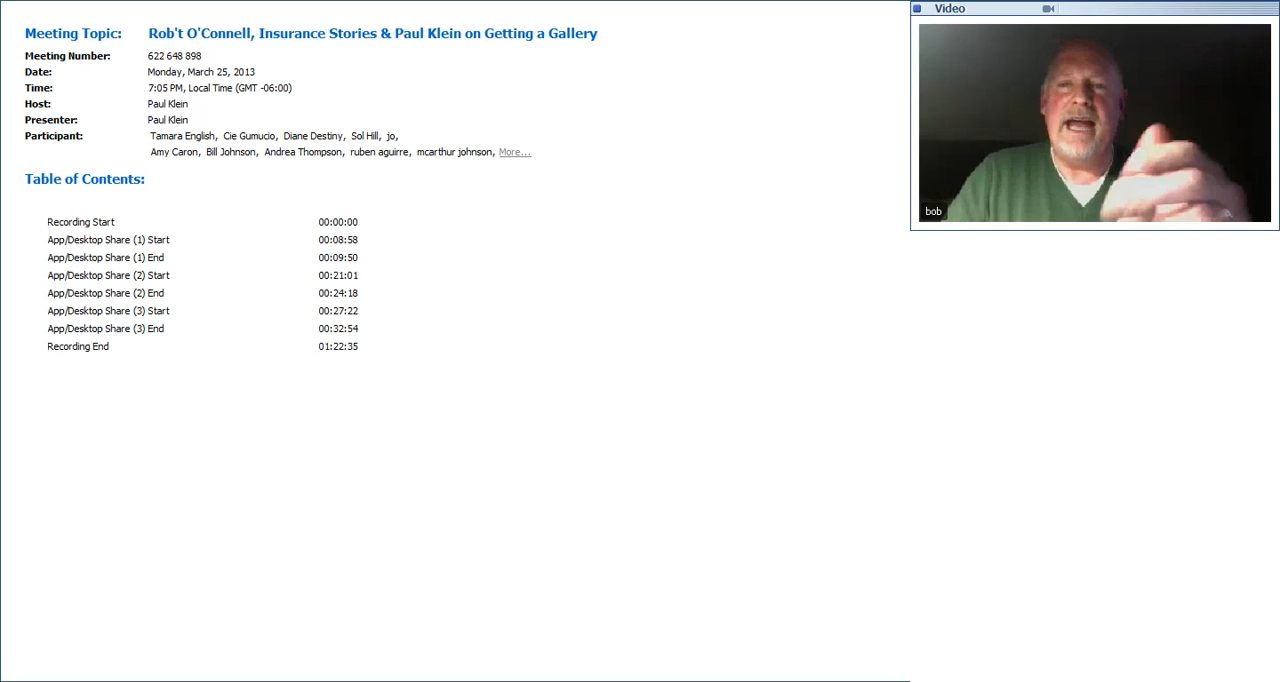 Meeting Topic: Rob't O'Connell, Insurance Stories & Paul Klein on Getting a Gallery
Meeting Number: 622 648 898
Date: Monday, March 25, 2013
Time: 7:05 PM, Local Time (GMT -06:00)
Host: Paul Klein
Presenter: Paul Klein
Participant: Tamara English, Cie Gumucio, Diane Destiny, Sol Hill, jo,
Amy Caron, Bill Johnson, Andrea Thompson, ruben aguirre, mcarthur johnson, More...
Table of Contents:
Recording Start 00:00:00
App/Desktop Share (1) Start 00:08:58
App/Desktop Share (1) End 00:09:50
App/Desktop Share (2) Start 00:21:01
App/Desktop Share (2) End 00:24:18
App/Desktop Share (3) Start 00:27:22
App/Desktop Share (3) End 00:32:54
Recording End 01:22:35
Video
bob